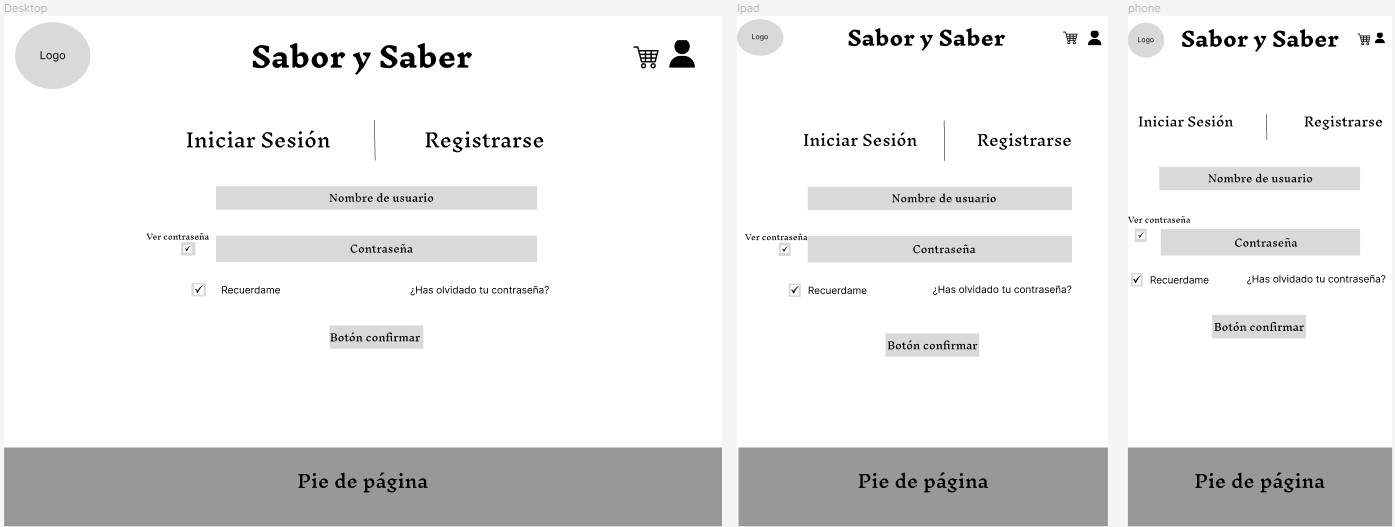 Desktop
Logo
Sabor y Saber
Iniciar Sesión
Registrarse
Nombre de usuario
Ver contraseña
Contraseña
Recuerdame
¿Has olvidado tu contraseña?
Botón confirmar
Pie de página
Ipad
Logo
Sabor y Saber
Iniciar Sesión
Registrarse
Nombre de usuario
Ver contraseña
Contraseña
Recuerdame
¿Has olvidado tu contraseña?
Botón confirmar
Pie de página
phone
Logo
Sabor y Saber
Iniciar Sesión
Registrarse
Nombre de usuario
Ver contraseña
Contraseña
Recuerdame
¿Has olvidado tu contraseña?
Botón confirmar
Pie de página